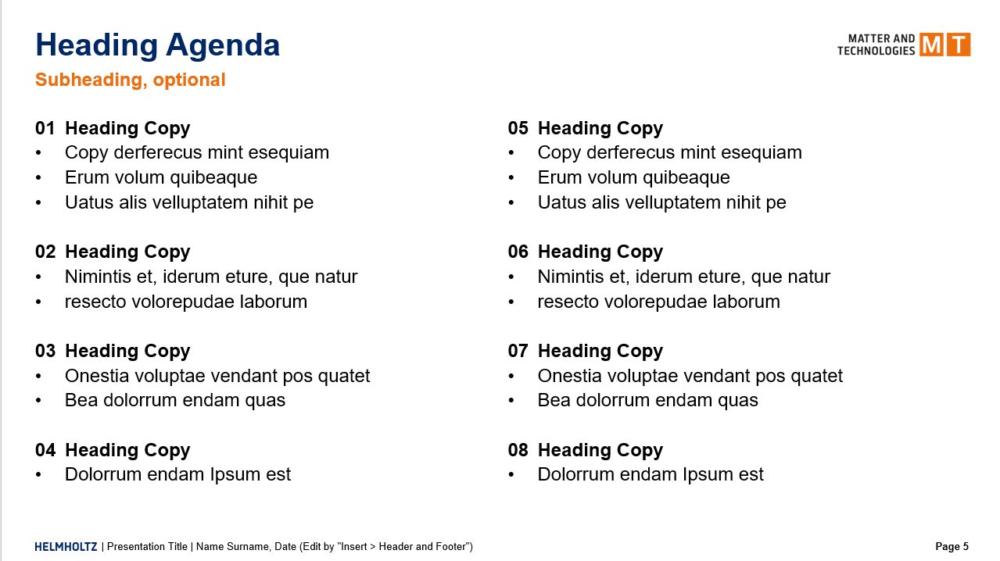 Heading Agenda
Subheading, optional
MATTER AND
TECHNOLOGIES
MT
01 Heading Copy
• Copy derferecus mint esequiam
• Erum volum quibeaque
• Uatus alis velluptatem nihit pe
02 Heading Copy
• Nimintis et, iderum eture, que natur
• resecto volorepudae laborum
03 Heading Copy
• Onestia voluptae vendant pos quatet
• Bea dolorrum endam quas
04 Heading Copy
• Dolorrum endam Ipsum est
05 Heading Copy
• Copy derferecus mint esequiam
• Erum volum quibeaque
• Uatus alis velluptatem nihit pe
06 Heading Copy
• Nimintis et, iderum eture, que natur
• resecto volorepudae laborum
07 Heading Copy
• Onestia voluptae vendant pos quatet
• Bea dolorrum endam quas
08 Heading Copy
• Dolorrum endam Ipsum est
HELMHOLTZ | Presentation Title | Name Surname, Date (Edit by "Insert > Header and Footer")
Page 5